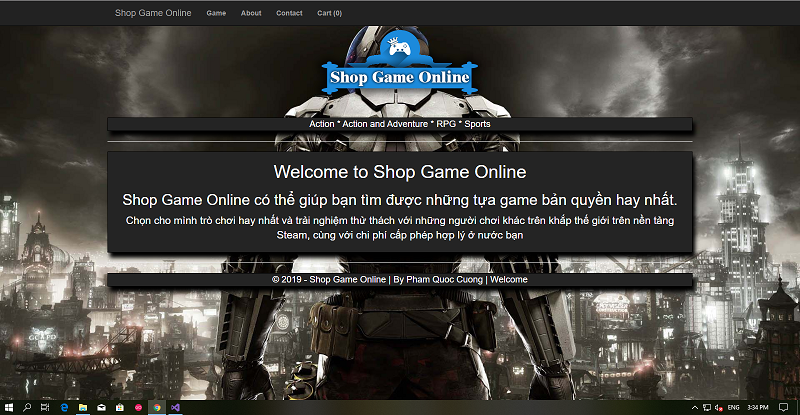 Shop Game Online Game About Contact Cart (0)
Shop Game Online
Action * Action and Adventure * RPG * Sports
Welcome to Shop Game Online
Shop Game Online có thể giúp bạn tìm được những tựa game bản quyền hay nhất.
Chọn cho mình trò chơi hay nhất và trải nghiệm thử thách với những người chơi khác trên khắp thế giới trên nền tảng
Steam, cùng với chi phí cấp phép hợp lý ở nước bạn
© 2019 - Shop Game Online | By Pham Quoc Cuong | Welcome
GCAPD
ENG 3:34 PM